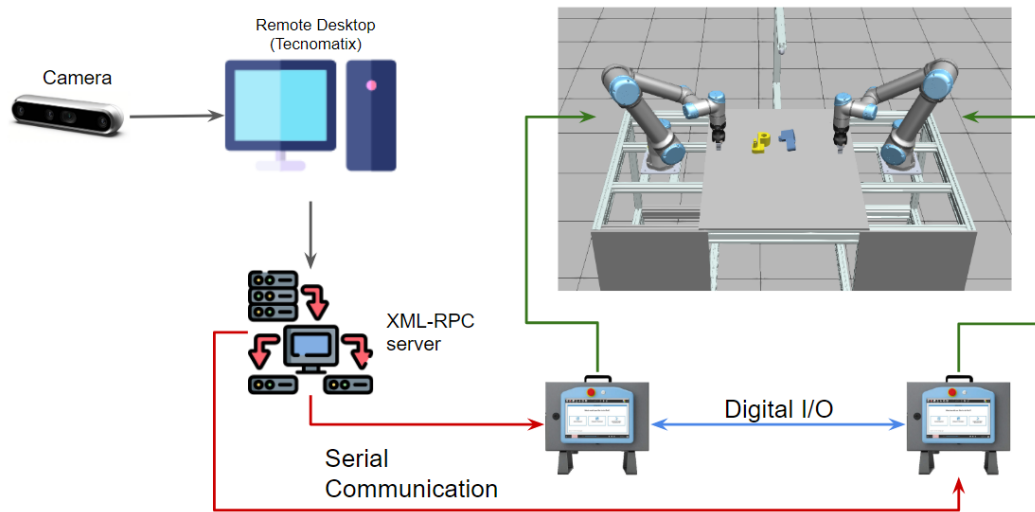 Remote Desktop
(Tecnomatix)
Camera
XML-RPC
server
Digital I/O
Serial
Communication